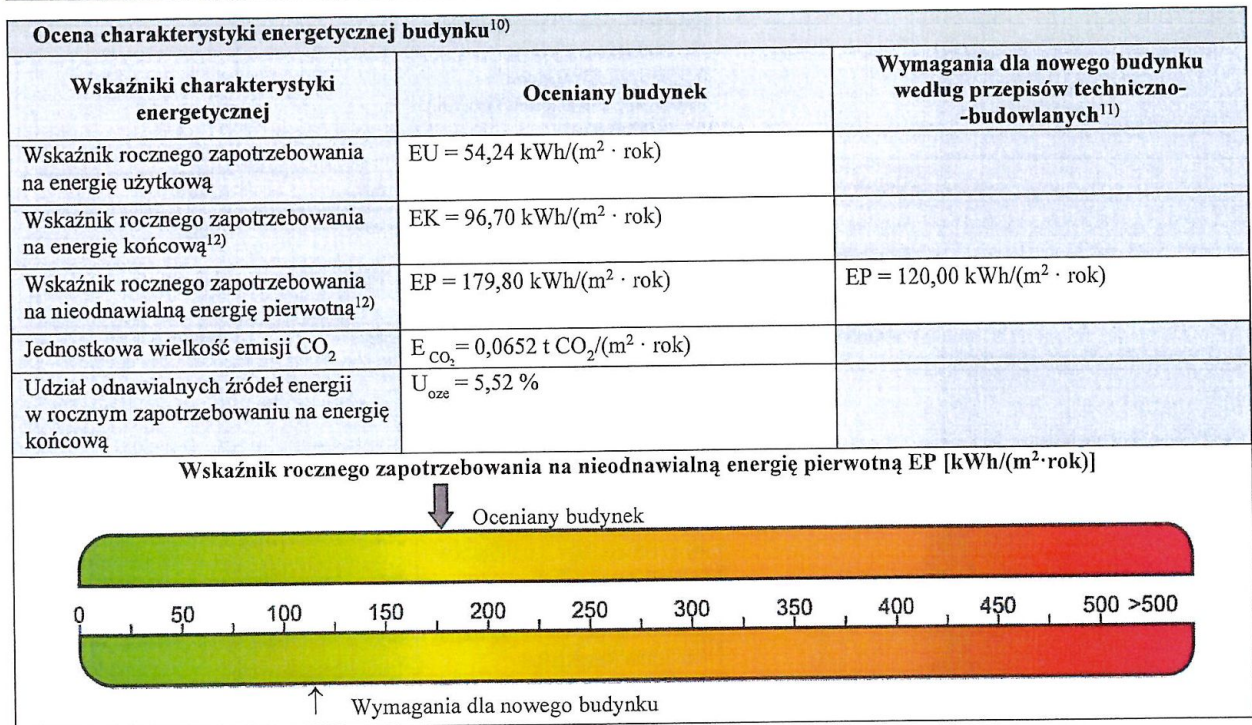 Ocena charakterystyki energetycznej budynku¹⁰⁾
Wskaźniki charakterystyki
energetycznej
Oceniany budynek
Wymagania dla nowego budynku
według przepisów techniczno-
-budowlanych¹¹⁾
Wskaźnik rocznego zapotrzebowania
na energię użytkową
EU = 54,24 kWh/(m² · rok)
Wskaźnik rocznego zapotrzebowania
na energię końcową¹²⁾
EK = 96,70 kWh/(m² · rok)
Wskaźnik rocznego zapotrzebowania
na nieodnawialną energię pierwotną¹²⁾
EP = 179,80 kWh/(m² · rok)
EP = 120,00 kWh/(m² · rok)
Jednostkowa wielkość emisji CO₂
E CO₂ = 0,0652 t CO₂/(m² · rok)
Udział odnawialnych źródeł energii
w rocznym zapotrzebowaniu na energię
końcową
Uoze = 5,52 %
Wskaźnik rocznego zapotrzebowania na nieodnawialną energię pierwotną EP [kWh/(m²·rok)]
Oceniany budynek
0 50 100 150 200 250 300 350 400 450 500 >500
Wymagania dla nowego budynku